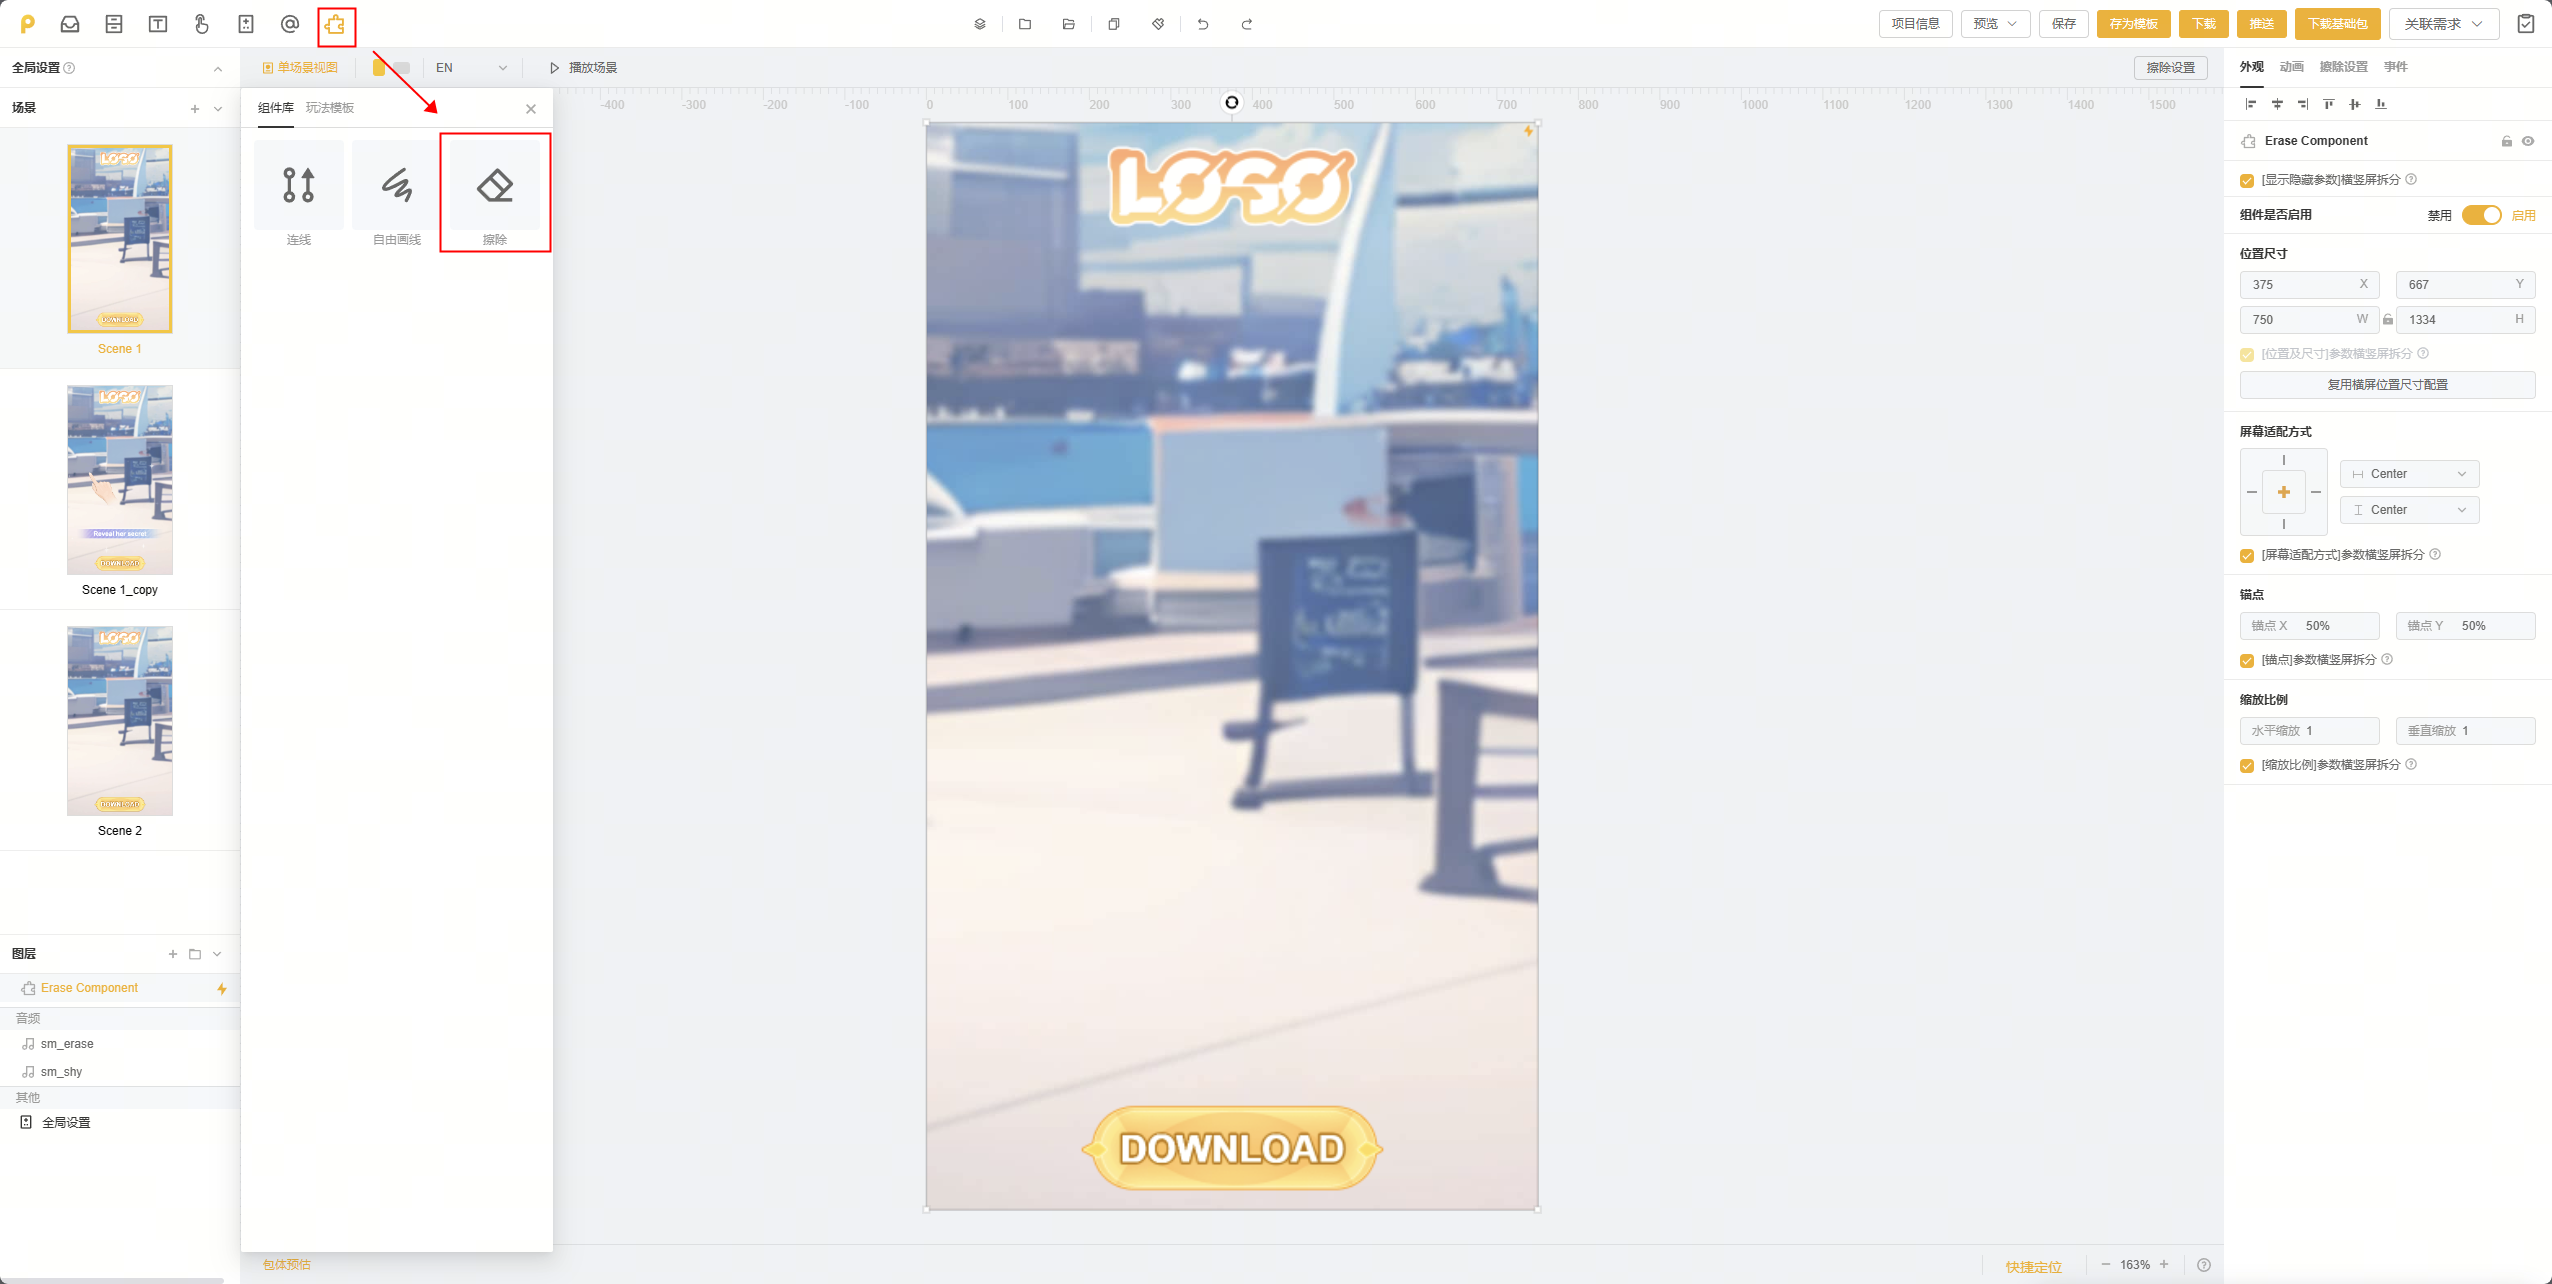 项目信息
预览
保存
存为模板
下载
推送
下载基础包
关联需求
全局设置
单场景视图
EN
播放场景
擦除设置
外观
动画
擦除设置
事件
场景
组件库
玩法模板
-400
-300
-200
-100
0
100
200
300
400
500
600
700
800
900
1000
1100
1200
1300
1400
1500
连线
自由画线
擦除
LOGO
DOWNLOAD
LOGO
DOWNLOAD
Scene 1
LOGO
Reveal her secret
DOWNLOAD
Scene 1_copy
LOGO
DOWNLOAD
Scene 2
图层
Erase Component
音频
sm_erase
sm_shy
其他
全局设置
包体预估
快捷定位
163%
Erase Component
[显示隐藏参数]横竖屏拆分
组件是否启用
禁用
启用
位置尺寸
375 X
667 Y
750 W
1334 H
[位置及尺寸]参数横竖屏拆分
复用横屏位置尺寸配置
屏幕适配方式
Center
Center
[屏幕适配方式]参数横竖屏拆分
锚点
锚点 X 50%
锚点 Y 50%
[锚点]参数横竖屏拆分
缩放比例
水平缩放 1
垂直缩放 1
[缩放比例]参数横竖屏拆分